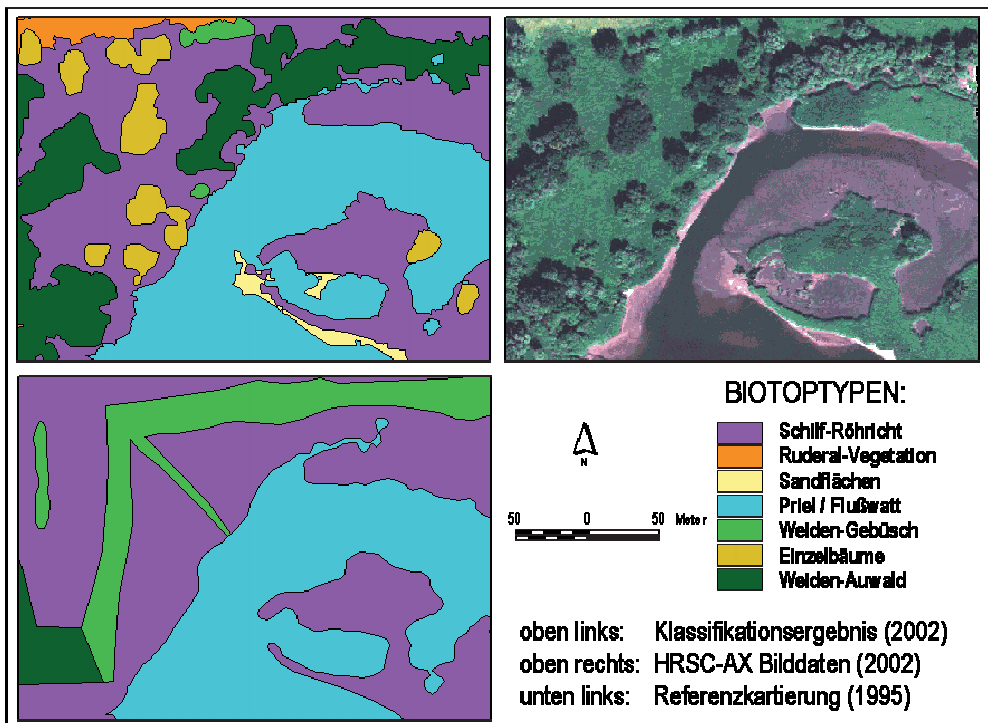 BIOTOPTYPEN:
Schilf-Röhricht
Ruderal-Vegetation
Sandflächen
Priel / Flußwatt
Weiden-Gebüsch
Einzelbäume
Weiden-Auwald
N
50 0 50 Meter
oben links: Klassifikationsergebnis (2002)
oben rechts: HRSC-AX Bilddaten (2002)
unten links: Referenzkartierung (1995)